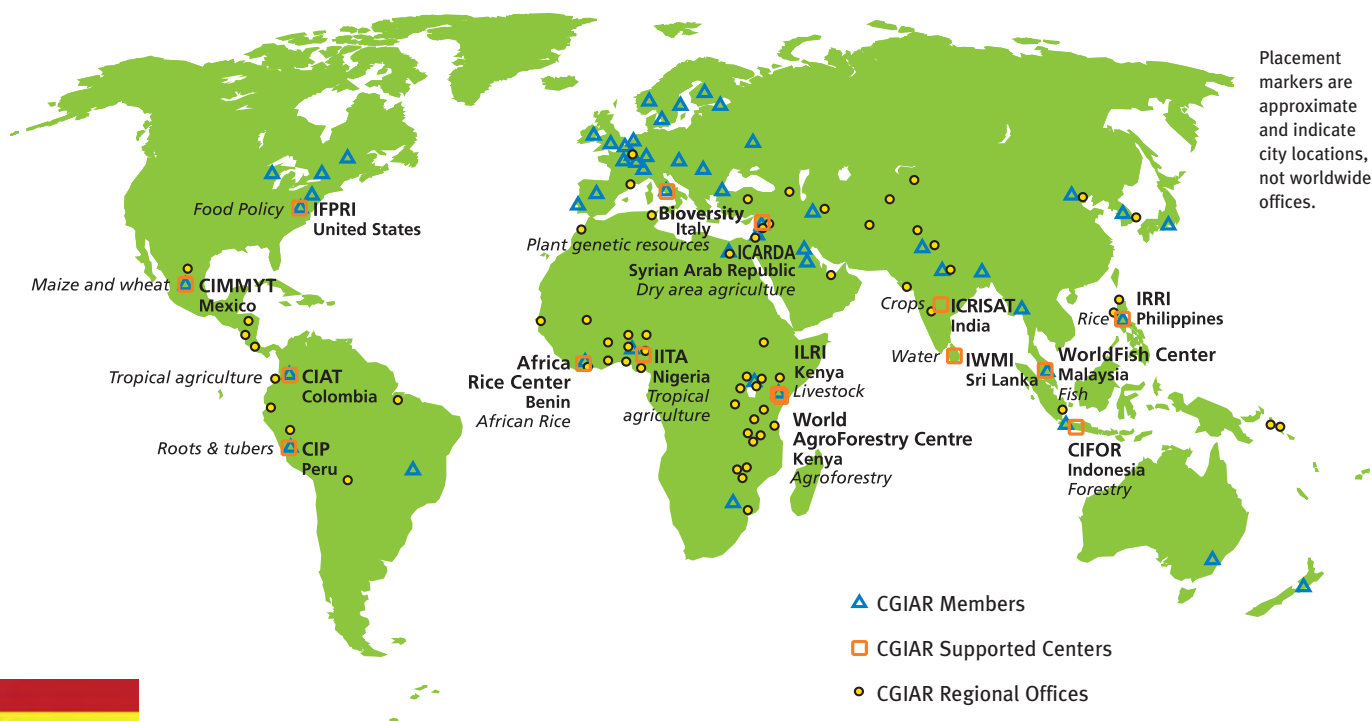 Placement
markers are
approximate
and indicate
city locations,
not worldwide
offices.
Food Policy
IFPRI
United States
Maize and wheat
CIMMYT
Mexico
Tropical agriculture
CIAT
Colombia
Roots & tubers
CIP
Peru
Bioversity
Italy
Plant genetic resources
ICARDA
Syrian Arab Republic
Dry area agriculture
Africa
Rice Center
Benin
African Rice
IITA
Nigeria
Tropical
agriculture
ILRI
Kenya
Livestock
World
AgroForestry Centre
Kenya
Agroforestry
Crops
ICRISAT
India
Water
IWMI
Sri Lanka
IRRI
Rice
Philippines
WorldFish Center
Malaysia
Fish
CIFOR
Indonesia
Forestry
CGIAR Members
CGIAR Supported Centers
CGIAR Regional Offices